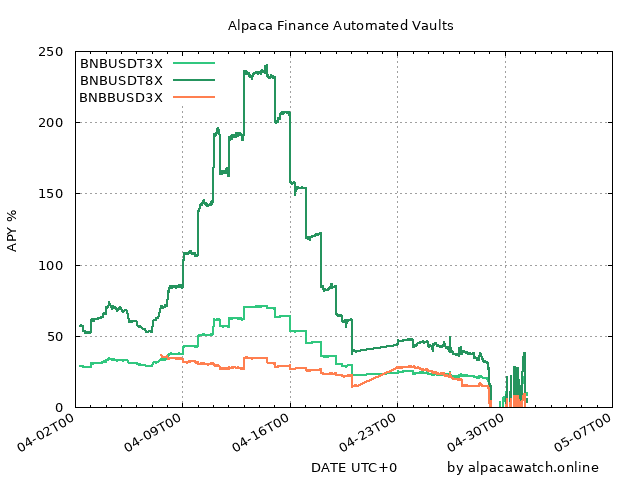 Alpaca Finance Automated Vaults
250
200
150
100
50
0
APY %
BNBUSDT3X
BNBUSDT8X
BNBBUSD3X
04-02T00
04-09T00
04-16T00
04-23T00
04-30T00
05-07T00
DATE UTC+0
by alpacawatch.online